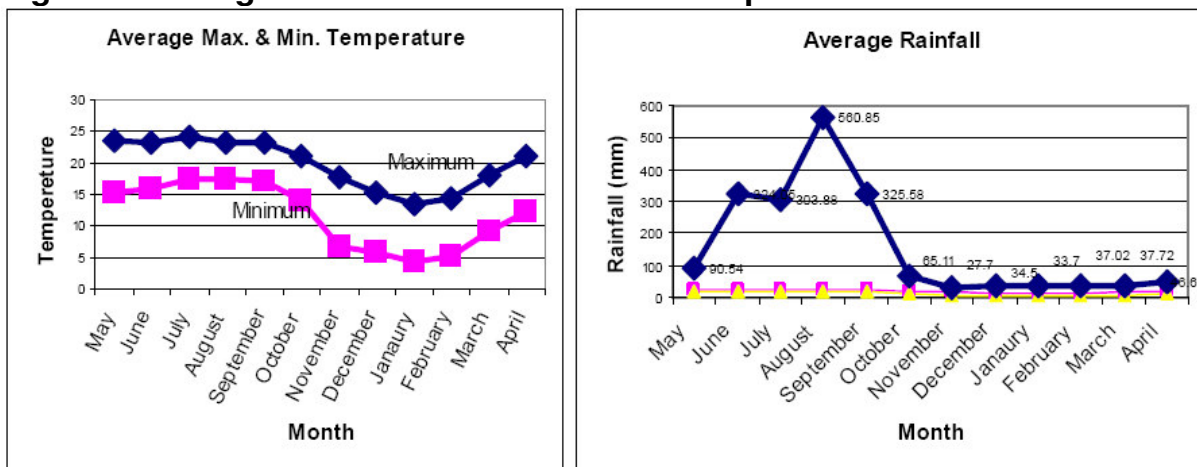 Average Max. & Min. Temperature
30
25
20
15
10
5
0
Tempereture
Maximum
Minimum
May
June
July
August
September
October
November
December
Janaury
February
March
April
Month
Average Rainfall
600
500
400
300
200
100
0
Rainfall (mm)
560.85
303.88
325.58
90.54
65.11
27.7
34.5
33.7
37.02
37.72
May
June
July
August
September
October
November
December
Janaury
February
March
April
Month